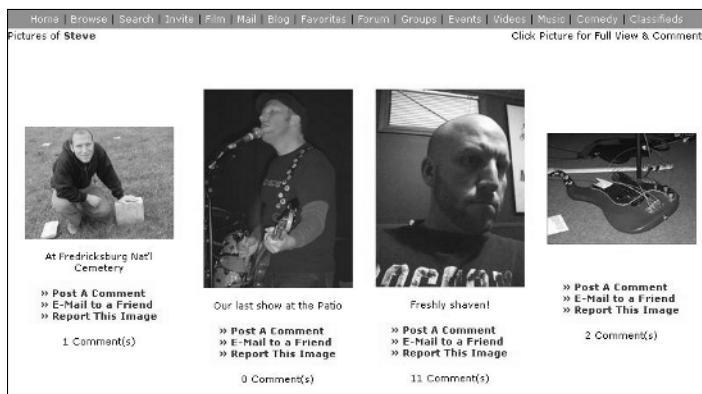 Home | Browse | Search | Invite | Film | Mail | Blog | Favorites | Forum | Groups | Events | Videos | Music | Comedy | Classifieds
Pictures of Steve
Click Picture for Full View & Comment
At Fredricksburg Nat'l
Cemetery
» Post A Comment
» E-Mail to a Friend
» Report This Image
1 Comment(s)
Our last show at the Patio
» Post A Comment
» E-Mail to a Friend
» Report This Image
0 Comment(s)
Freshly shaven!
» Post A Comment
» E-Mail to a Friend
» Report This Image
11 Comment(s)
» Post A Comment
» E-Mail to a Friend
» Report This Image
2 Comment(s)